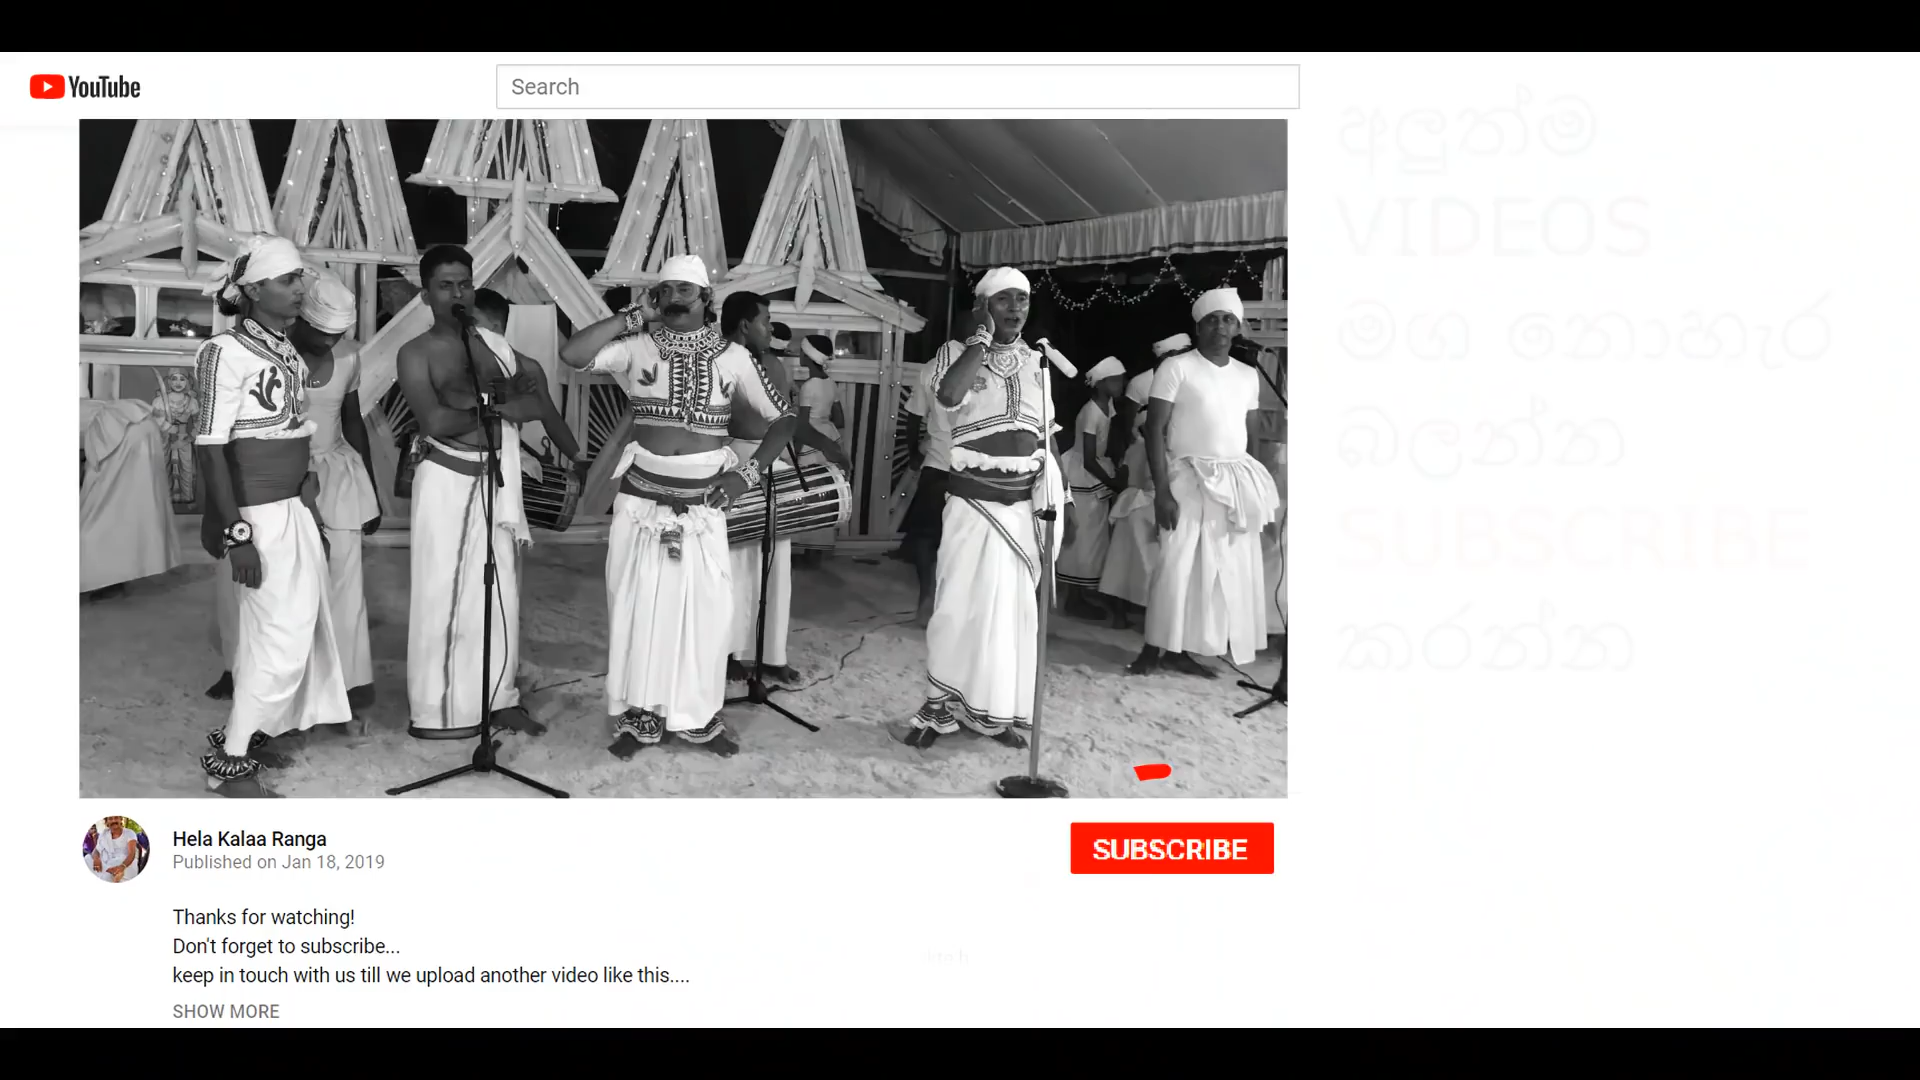 YouTube
Search
අලුත්ම
VIDEOS
මග නොහැර
බලන්න
SUBSCRIBE
කරන්න
Hela Kalaa Ranga
Published on Jan 18, 2019
SUBSCRIBE
Thanks for watching!
Don't forget to subscribe...
keep in touch with us till we upload another video like this....
SHOW MORE